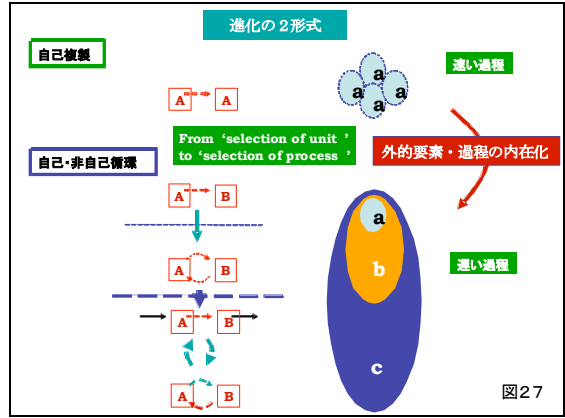 進化の２形式
自己複製
速い過程
a
a a
a
A A
From ‘selection of unit ’
to ‘selection of process ’
外的要素・過程の内在化
自己・非自己循環
A B
a
A B
b
遅い過程
A B
c
A B
図２７